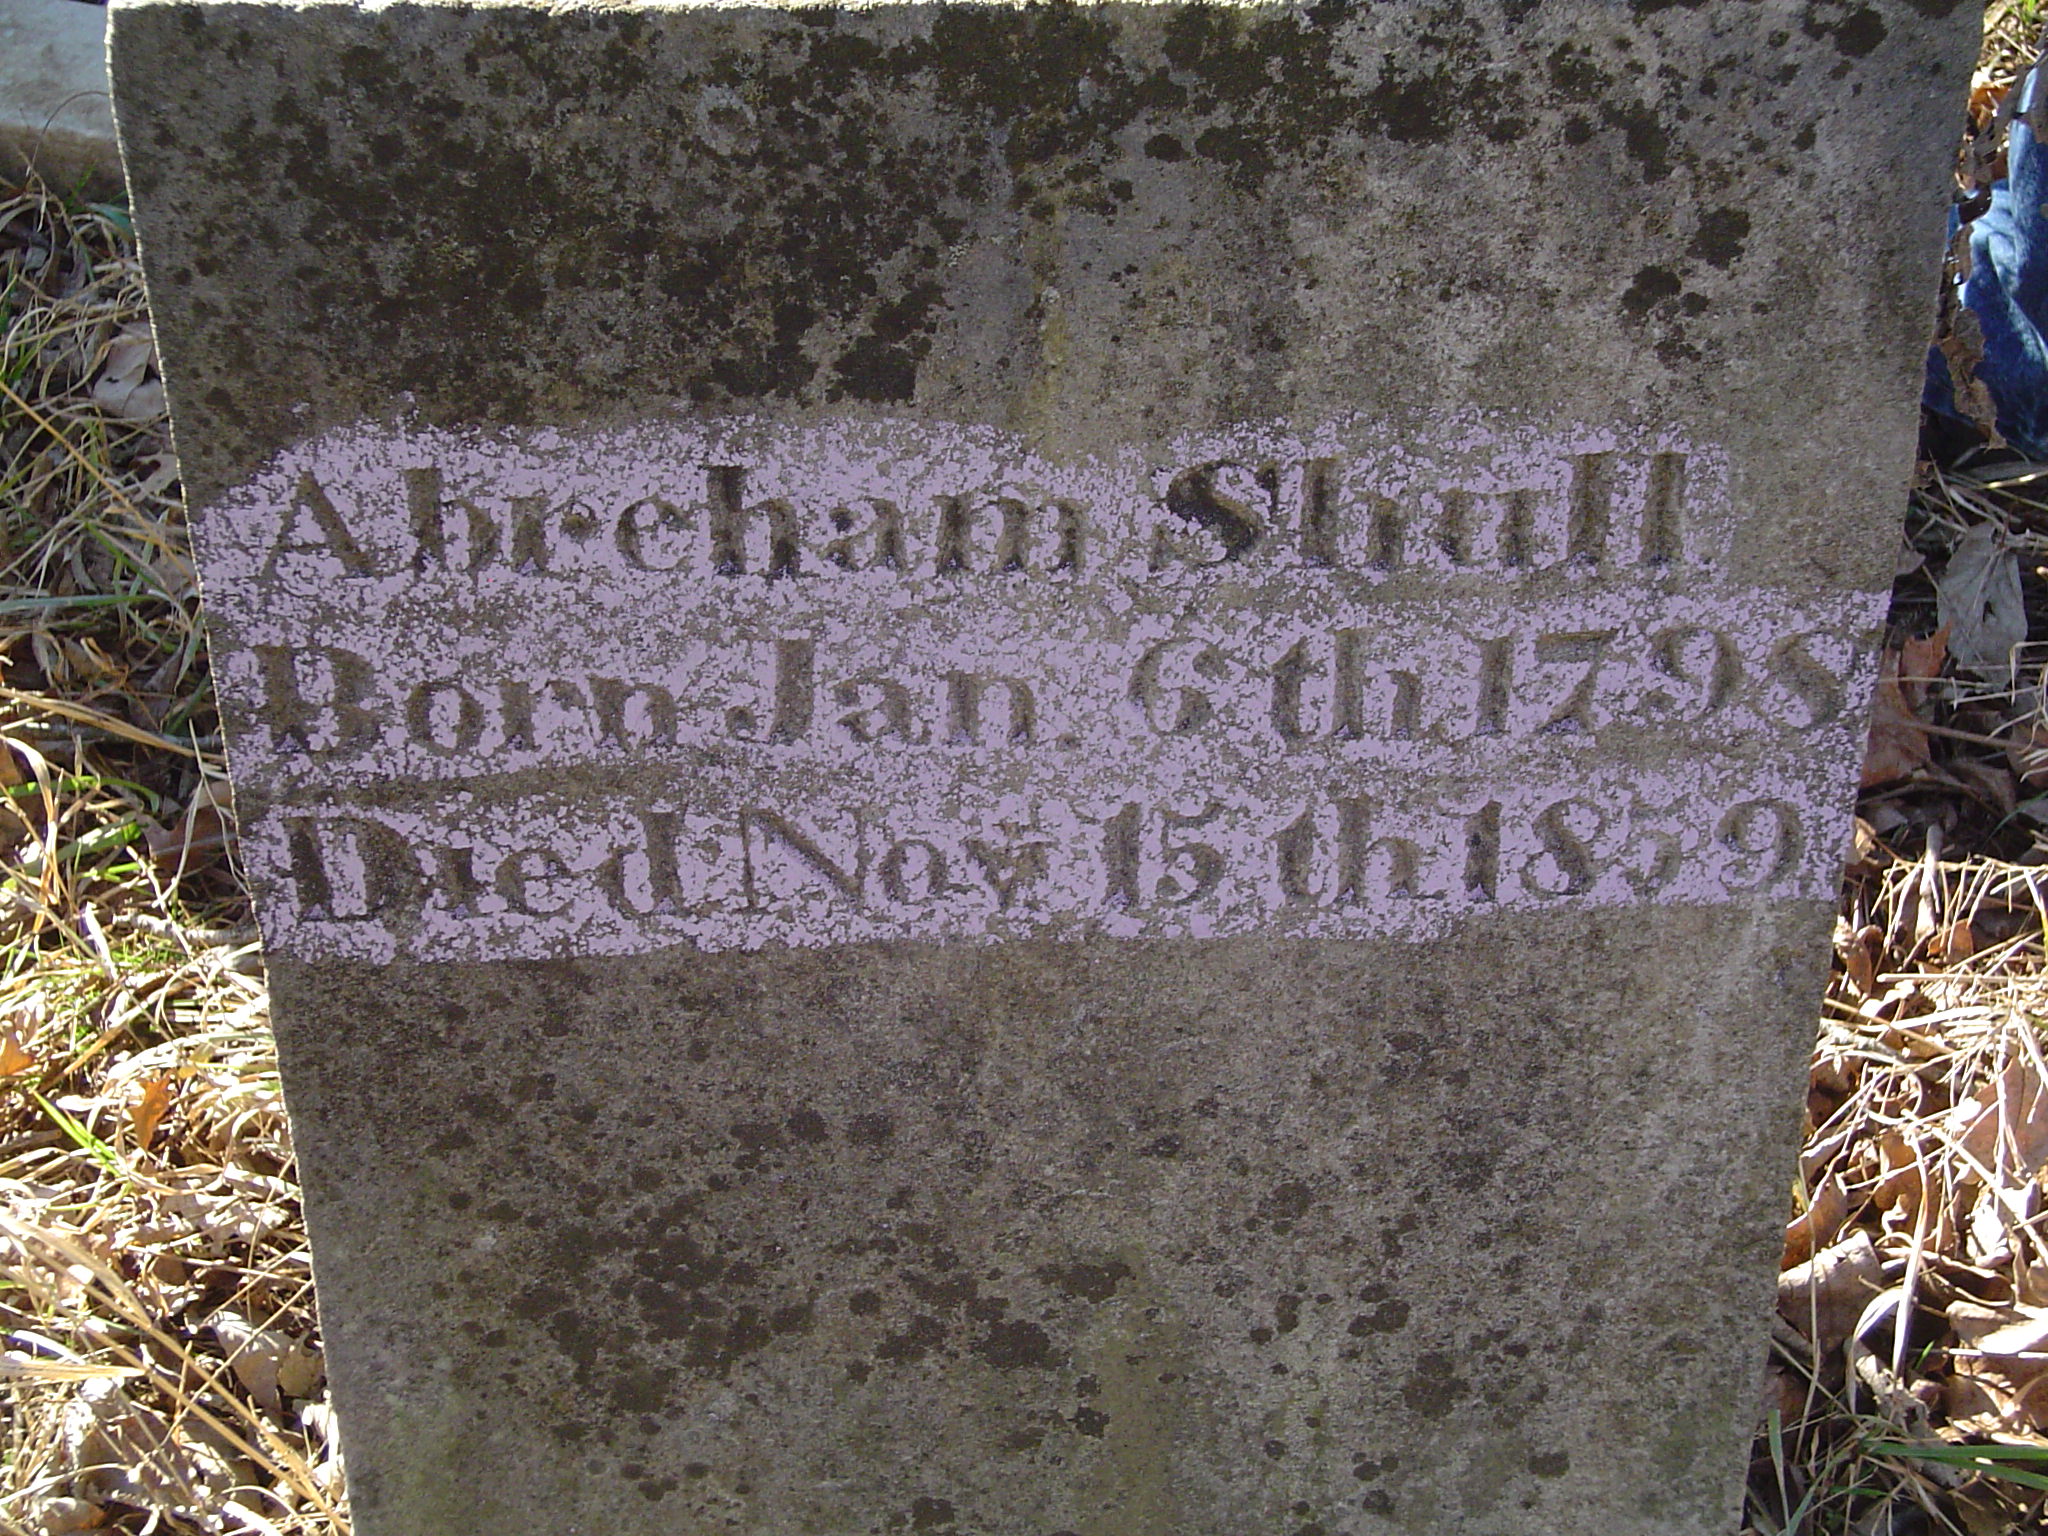 Abreham Shull
Born Jan. 6th 1798
Died Nov 15th 1859